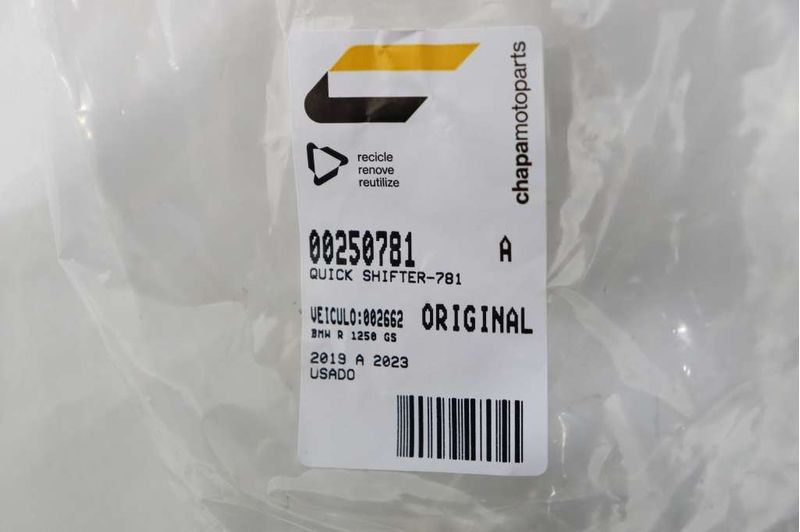 chapamotoparts
recicle
renove
reutilize
00250781 A
QUICK SHIFTER-781
VEICULO:002662 ORIGINAL
BMW R 1250 GS
2019 A 2023
USADO